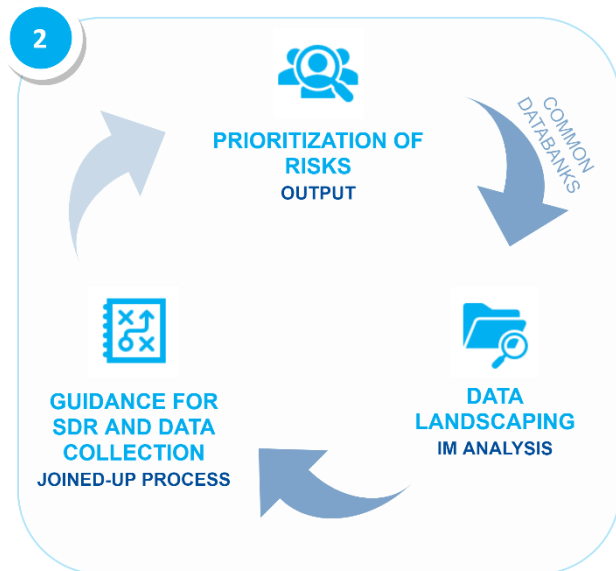 2
PRIORITIZATION OF
RISKS
OUTPUT
COMMON
DATABANKS
DATA
LANDSCAPING
IM ANALYSIS
GUIDANCE FOR
SDR AND DATA
COLLECTION
JOINED-UP PROCESS